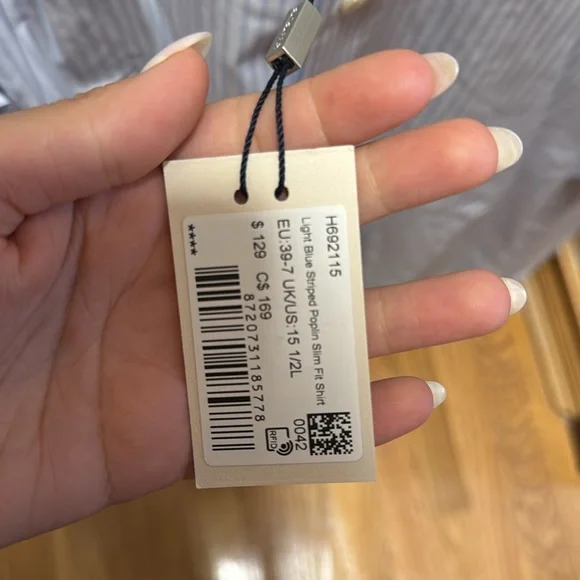 H692115
Light Blue Striped Poplin Slim Fit Shirt
EU:39-7 UK/US:15 1/2L
$ 129 C$ 169
0042
8720731185778
RFID
****